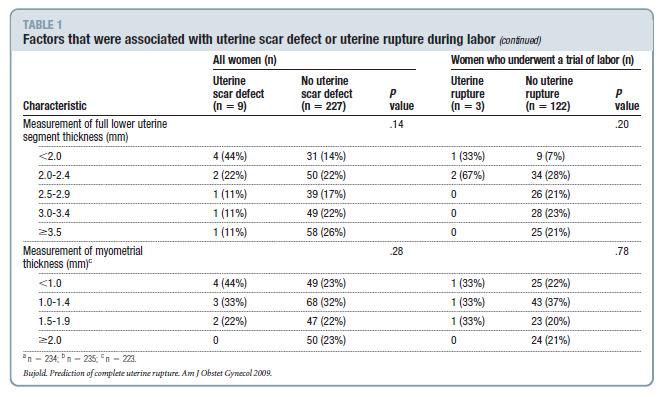 TABLE 1
Factors that were associated with uterine scar defect or uterine rupture during labor (continued)
All women (n) Women who underwent a trial of labor (n)
Characteristic Uterine scar defect (n = 9) No uterine scar defect (n = 227) P value Uterine rupture (n = 3) No uterine rupture (n = 122) P value
Measurement of full lower uterine .14 .20
segment thickness (mm)
<2.0 4 (44%) 31 (14%) 1 (33%) 9 (7%)
2.0-2.4 2 (22%) 50 (22%) 2 (67%) 34 (28%)
2.5-2.9 1 (11%) 39 (17%) 0 26 (21%)
3.0-3.4 1 (11%) 49 (22%) 0 28 (23%)
≥3.5 1 (11%) 58 (26%) 0 25 (21%)
Measurement of myometrial .28 .78
thickness (mm)c
<1.0 4 (44%) 49 (23%) 1 (33%) 25 (22%)
1.0-1.4 3 (33%) 68 (32%) 1 (33%) 43 (37%)
1.5-1.9 2 (22%) 47 (22%) 1 (33%) 23 (20%)
≥2.0 0 50 (23%) 0 24 (21%)
a n = 234; b n = 235; c n = 223.
Bujold. Prediction of complete uterine rupture. Am J Obstet Gynecol 2009.